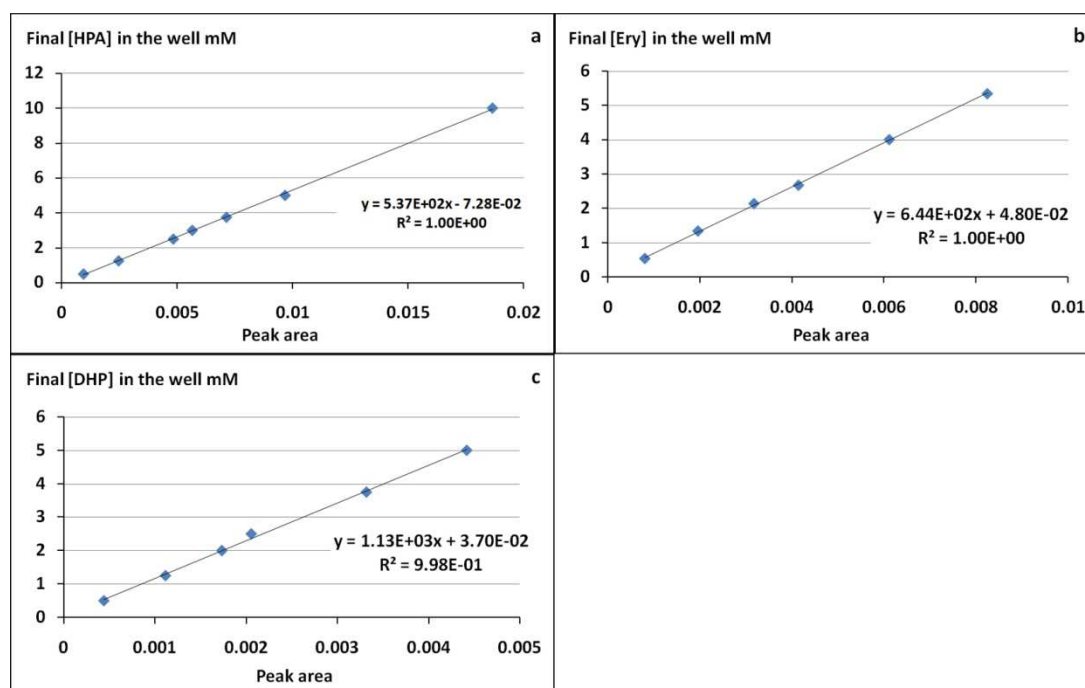 Final [HPA] in the well mM
a
12
10
8
6
4
2
0
y = 5.37E+02x - 7.28E-02
R² = 1.00E+00
0 0.005 0.01 0.015 0.02
Peak area
Final [Ery] in the well mM
b
6
5
4
3
2
1
0
y = 6.44E+02x + 4.80E-02
R² = 1.00E+00
0 0.002 0.004 0.006 0.008 0.01
Peak area
Final [DHP] in the well mM
c
6
5
4
3
2
1
0
y = 1.13E+03x + 3.70E-02
R² = 9.98E-01
0 0.001 0.002 0.003 0.004 0.005
Peak area